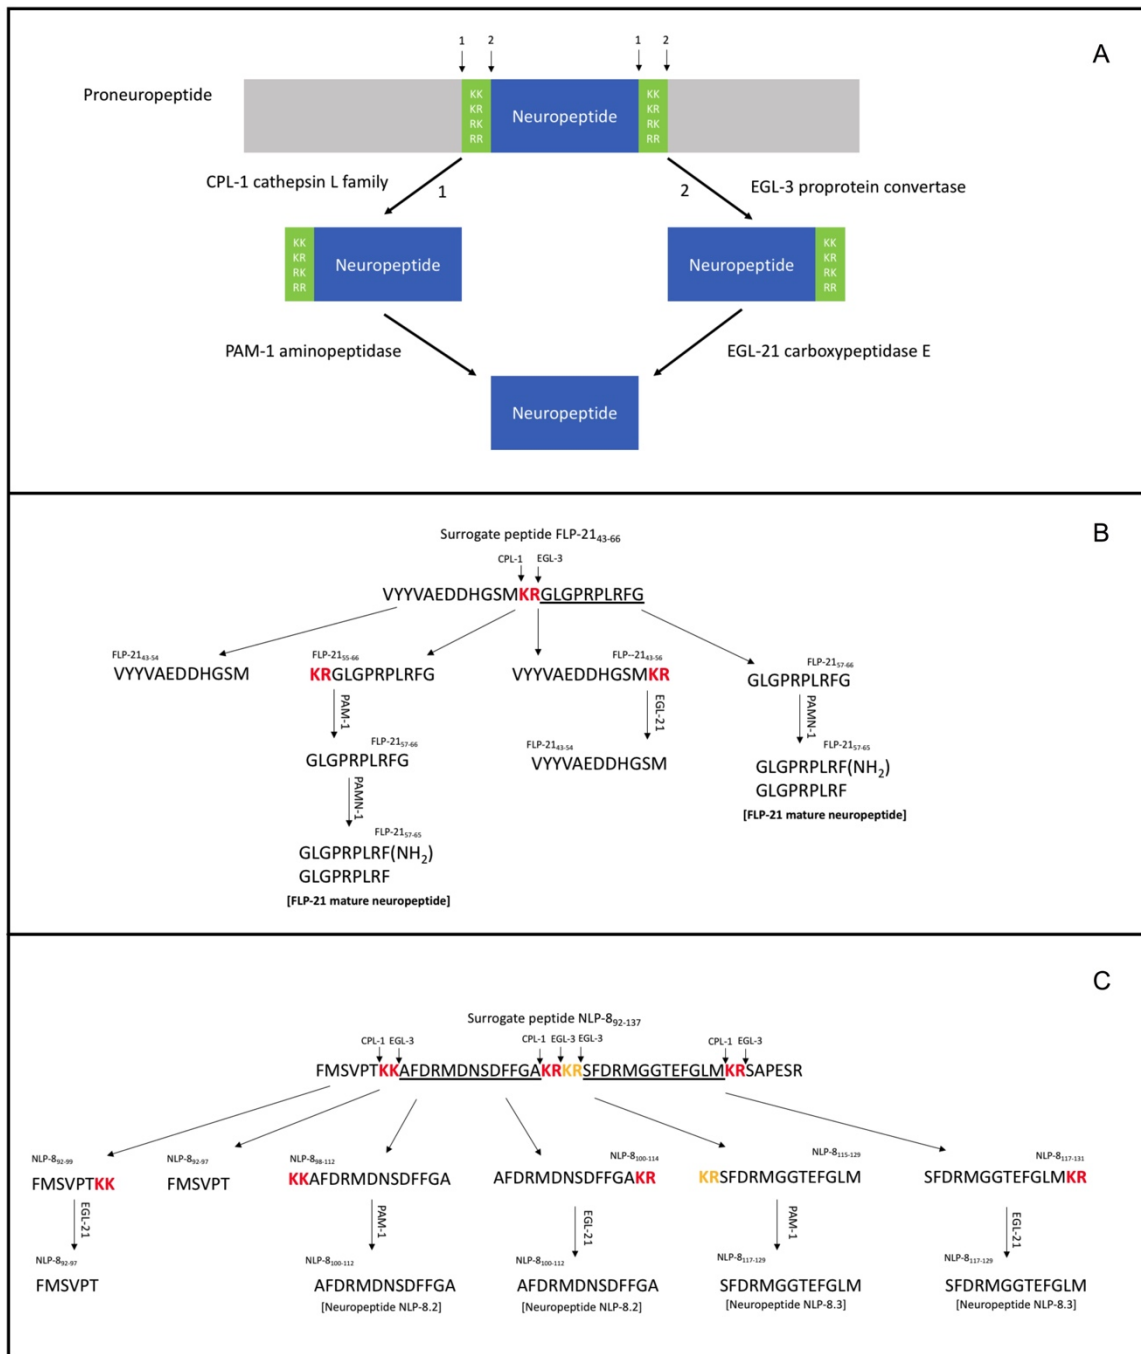 A
1 2 1 2
Proneuropeptide
KK
KR
RK
RR
Neuropeptide
KK
KR
RK
RR
CPL-1 cathepsin L family
1
2
EGL-3 proprotein convertase
KK
KR
RK
RR
Neuropeptide
Neuropeptide
KK
KR
RK
RR
PAM-1 aminopeptidase
EGL-21 carboxypeptidase E
Neuropeptide
B
Surrogate peptide FLP-2143-66
CPL-1 EGL-3
VYYVAEDDHGSMKRGLGPRPLRFG
FLP-2143-54
VYYVAEDDHGSM
FLP-2155-66
KRGLGPRPLRFG
PAM-1
FLP-2157-66
GLGPRPLRFG
PAMN-1
FLP-2157-65
GLGPRPLRF(NH2)
GLGPRPLRF
[FLP-21 mature neuropeptide]
FLP--2143-56
VYYVAEDDHGSMKR
EGL-21
FLP-2143-54
VYYVAEDDHGSM
FLP-2157-66
GLGPRPLRFG
PAMN-1
FLP-2157-65
GLGPRPLRF(NH2)
GLGPRPLRF
[FLP-21 mature neuropeptide]
C
Surrogate peptide NLP-892-137
CPL-1 EGL-3 CPL-1 EGL-3 EGL-3 CPL-1 EGL-3
FMSVPTKKAFDRMDNSDFFGAKRKRSFDRMGGTEFGLMKRSAPESR
NLP-892-99
FMSVPTKK
EGL-21
NLP-892-97
FMSVPT
NLP-892-97
FMSVPT
NLP-898-112
KKAFDRMDNSDFFGA
PAM-1
NLP-8100-112
AFDRMDNSDFFGA
[Neuropeptide NLP-8.2]
NLP-8100-114
AFDRMDNSDFFGAKR
EGL-21
NLP-8100-112
AFDRMDNSDFFGA
[Neuropeptide NLP-8.2]
NLP-8115-129
KRSFDRMGGTEFGLM
PAM-1
NLP-8117-129
SFDRMGGTEFGLM
[Neuropeptide NLP-8.3]
NLP-8117-131
SFDRMGGTEFGLMKR
EGL-21
NLP-8117-129
SFDRMGGTEFGLM
[Neuropeptide NLP-8.3]